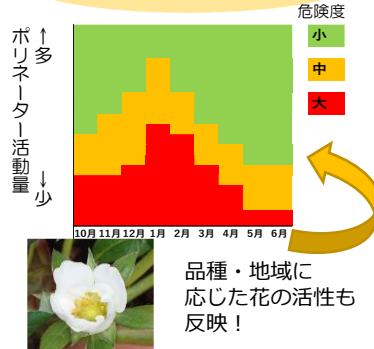 危険度
小
中
大
ポリネーター活動量
↑多
↓少
10月 11月 12月 1月 2月 3月 4月 5月 6月
品種・地域に
応じた花の活性も
反映！